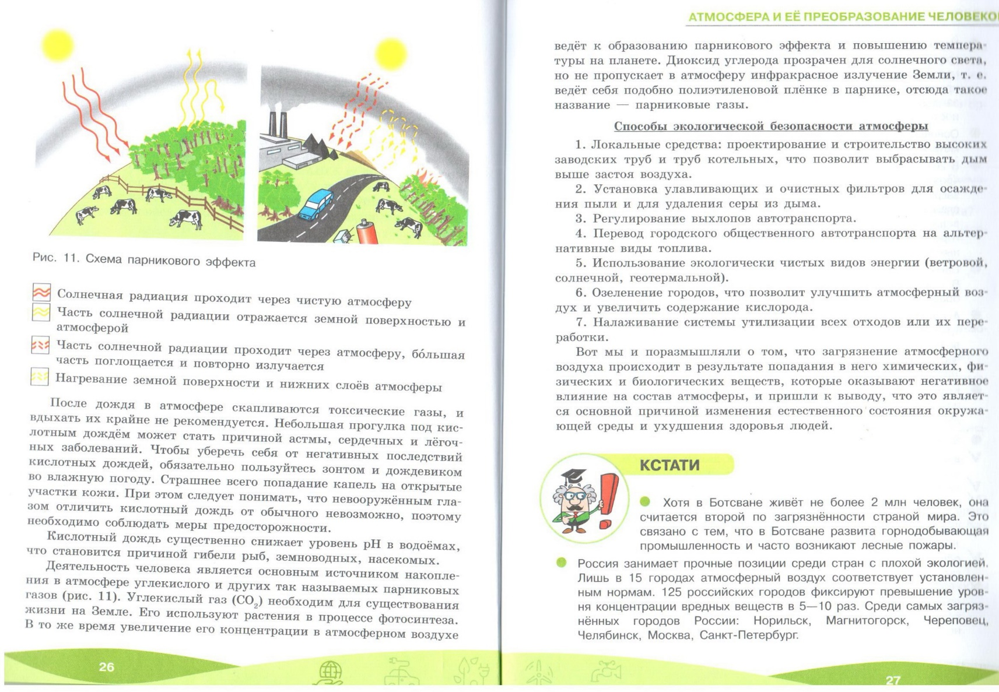 Рис. 11. Схема парникового эффекта
Солнечная радиация проходит через чистую атмосферу
Часть солнечной радиации отражается земной поверхностью и
атмосферой
Часть солнечной радиации проходит через атмосферу, бо́льшая
часть поглощается и повторно излучается
Нагревание земной поверхности и нижних слоёв атмосферы
После дождя в атмосфере скапливаются токсические газы, и
вдыхать их крайне не рекомендуется. Небольшая прогулка под кис-
лотным дождём может стать причиной астмы, сердечных и лёгоч-
ных заболеваний. Чтобы уберечь себя от негативных последствий
кислотных дождей, обязательно пользуйтесь зонтом и дождевиком
во влажную погоду. Страшнее всего попадание капель на открытые
участки кожи. При этом следует понимать, что невооружённым гла-
зом отличить кислотный дождь от обычного невозможно, поэтому
необходимо соблюдать меры предосторожности.
Кислотный дождь существенно снижает уровень pH в водоёмах,
что становится причиной гибели рыб, земноводных, насекомых.
Деятельность человека является основным источником накопле-
ния в атмосфере углекислого и других так называемых парниковых
газов (рис. 11). Углекислый газ (CO₂) необходим для существования
жизни на Земле. Его используют растения в процессе фотосинтеза.
В то же время увеличение его концентрации в атмосферном воздухе
26
АТМОСФЕРА И ЕЁ ПРЕОБРАЗОВАНИЕ ЧЕЛОВЕКО
ведёт к образованию парникового эффекта и повышению темпера-
туры на планете. Диоксид углерода прозрачен для солнечного света,
но не пропускает в атмосферу инфракрасное излучение Земли, т. е.
ведёт себя подобно полиэтиленовой плёнке в парнике, отсюда такое
название — парниковые газы.
Способы экологической безопасности атмосферы
1. Локальные средства: проектирование и строительство высоких
заводских труб и труб котельных, что позволит выбрасывать дым
выше застоя воздуха.
2. Установка улавливающих и очистных фильтров для осажде-
ния пыли и для удаления серы из дыма.
3. Регулирование выхлопов автотранспорта.
4. Перевод городского общественного автотранспорта на альтер-
нативные виды топлива.
5. Использование экологически чистых видов энергии (ветровой,
солнечной, геотермальной).
6. Озеленение городов, что позволит улучшить атмосферный воз-
дух и увеличить содержание кислорода.
7. Налаживание системы утилизации всех отходов или их пере-
работки.
Вот мы и поразмышляли о том, что загрязнение атмосферного
воздуха происходит в результате попадания в него химических, фи-
зических и биологических веществ, которые оказывают негативное
влияние на состав атмосферы, и пришли к выводу, что это являет-
ся основной причиной изменения естественного состояния окружа-
ющей среды и ухудшения здоровья людей.
КСТАТИ
Хотя в Ботсване живёт не более 2 млн человек, она
считается второй по загрязнённости страной мира. Это
связано с тем, что в Ботсване развита горнодобывающая
промышленность и часто возникают лесные пожары.
Россия занимает прочные позиции среди стран с плохой экологией.
Лишь в 15 городах атмосферный воздух соответствует установлен-
ным нормам. 125 российских городов фиксируют превышение уров-
ня концентрации вредных веществ в 5—10 раз. Среди самых загряз-
нённых городов России: Норильск, Магнитогорск, Череповец,
Челябинск, Москва, Санкт-Петербург.
27